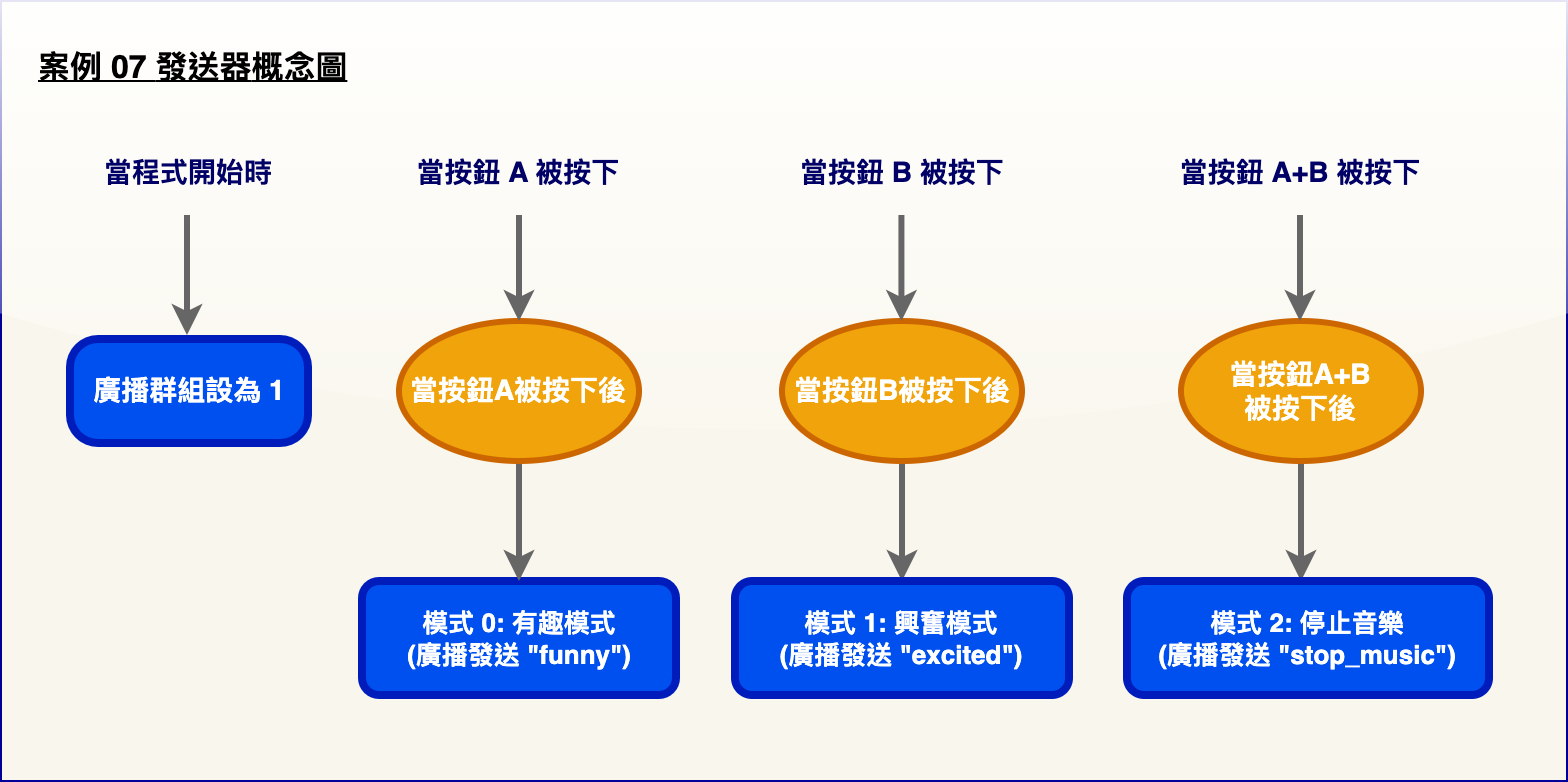 案例 07 發送器概念圖
當程式開始時
當按鈕 A 被按下
當按鈕 B 被按下
當按鈕 A+B 被按下
廣播群組設為 1
當按鈕A被按下後
當按鈕B被按下後
當按鈕A+B
被按下後
模式 0: 有趣模式
(廣播發送 "funny")
模式 1: 興奮模式
(廣播發送 "excited")
模式 2: 停止音樂
(廣播發送 "stop_music")